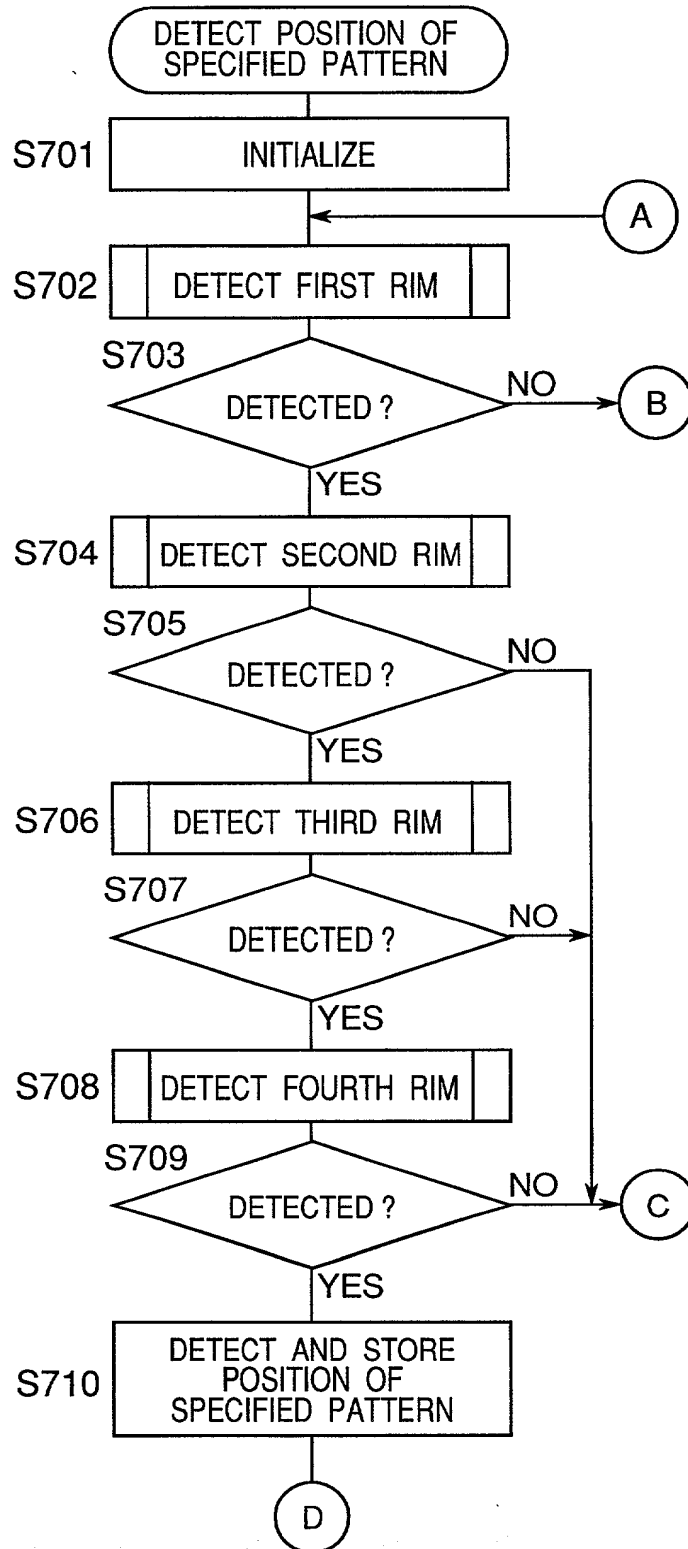 DETECT POSITION OF
SPECIFIED PATTERN
S701
INITIALIZE
A
S702
DETECT FIRST RIM
S703
DETECTED ?
NO
B
YES
S704
DETECT SECOND RIM
S705
DETECTED ?
NO
YES
S706
DETECT THIRD RIM
S707
DETECTED ?
NO
YES
S708
DETECT FOURTH RIM
S709
DETECTED ?
NO
C
YES
S710
DETECT AND STORE
POSITION OF
SPECIFIED PATTERN
D